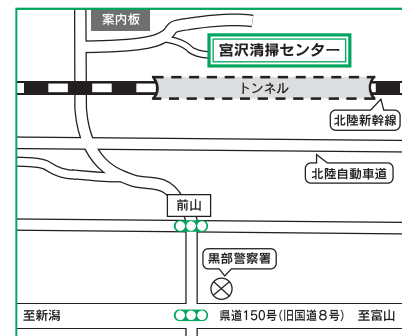 案内板
宮沢清掃センター
トンネル
北陸新幹線
北陸自動車道
前山
黒部警察署
至新潟
県道150号(旧国道8号)
至富山